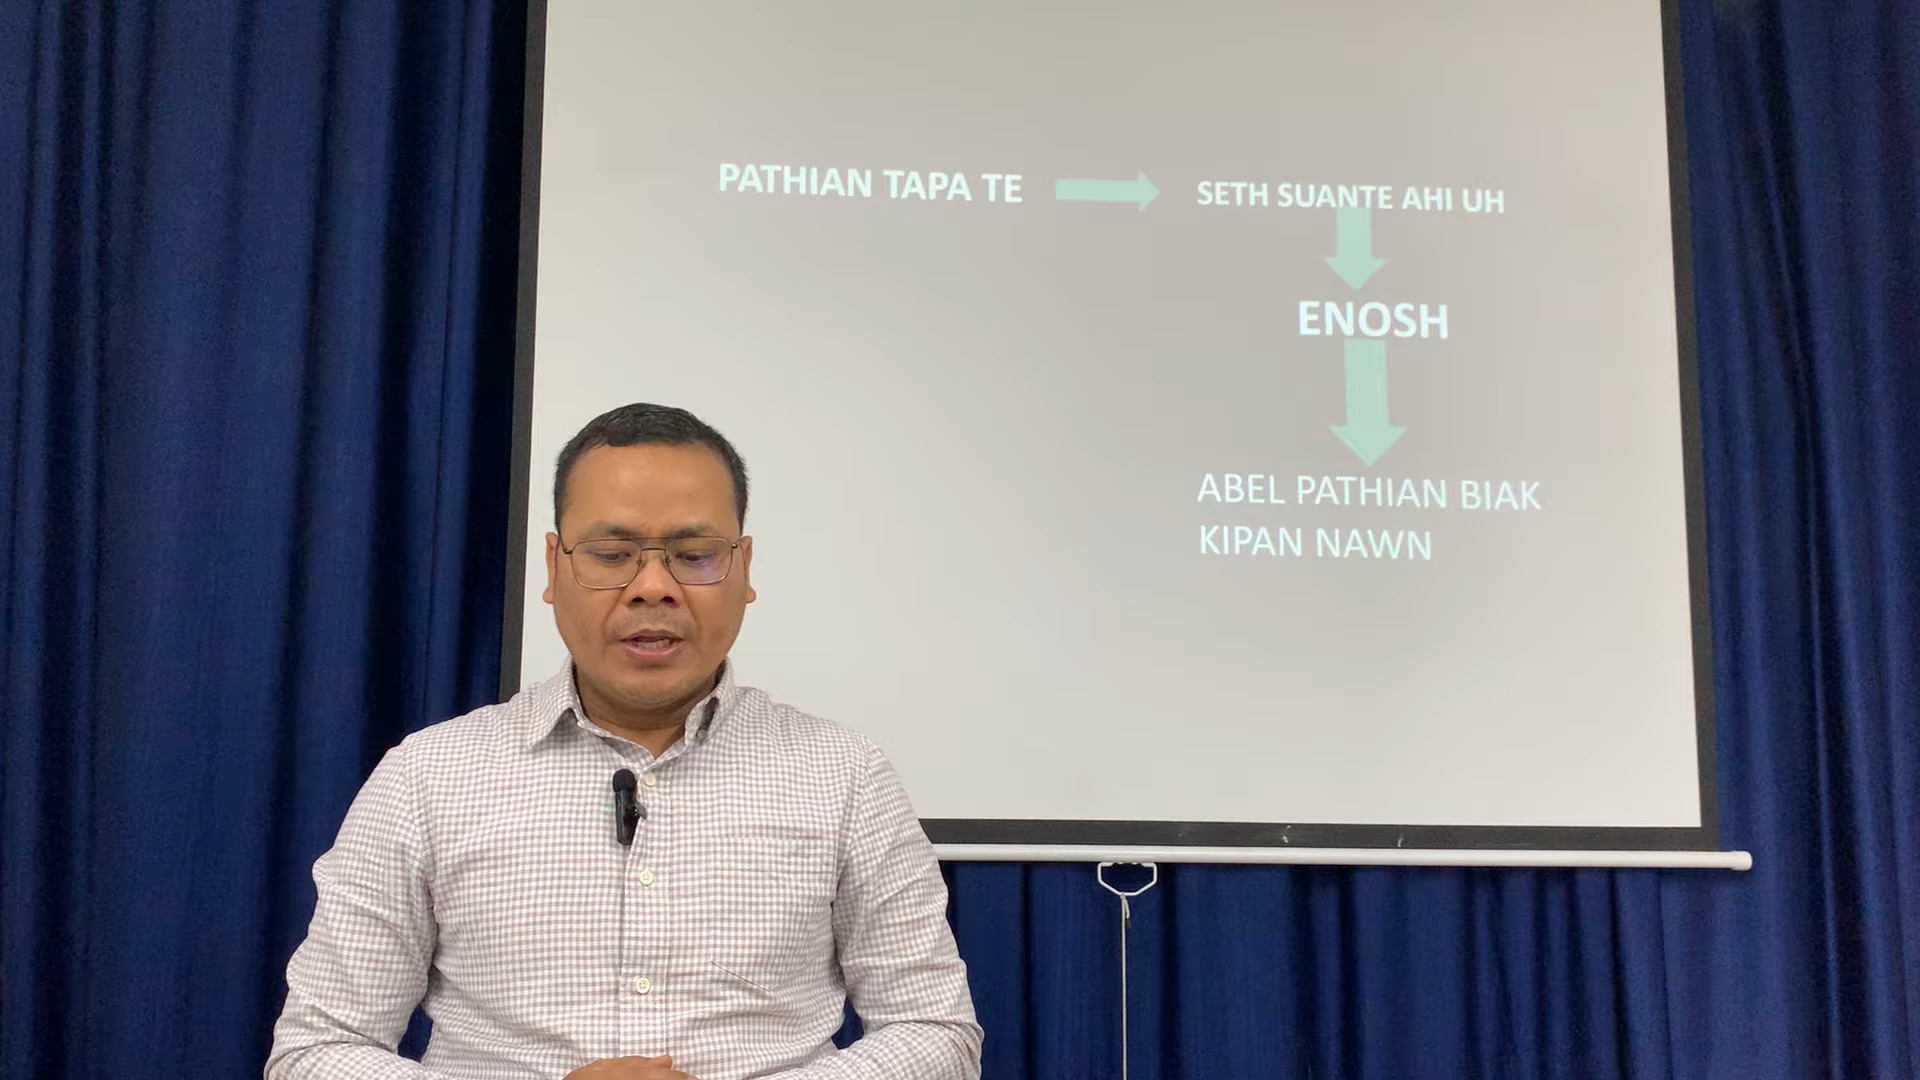 PATHIAN TAPA TE
SETH SUANTE AHI UH
ENOSH
ABEL PATHIAN BIAK
KIPAN NAWN